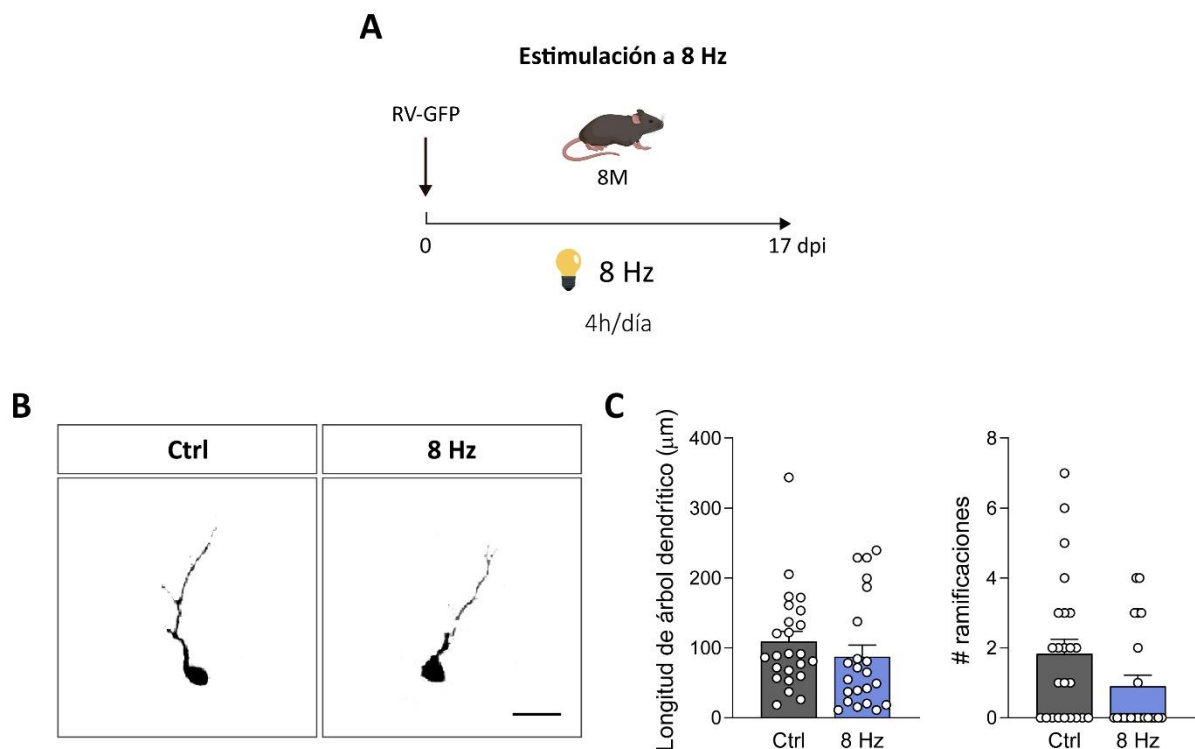 A
Estimulación a 8 Hz
RV-GFP
8M
0
17 dpi
8 Hz
4h/día
B
Ctrl
8 Hz
C
Longitud de árbol dendrítico (μm)
400
300
200
100
0
Ctrl
8 Hz
# ramificaciones
8
6
4
2
0
Ctrl
8 Hz